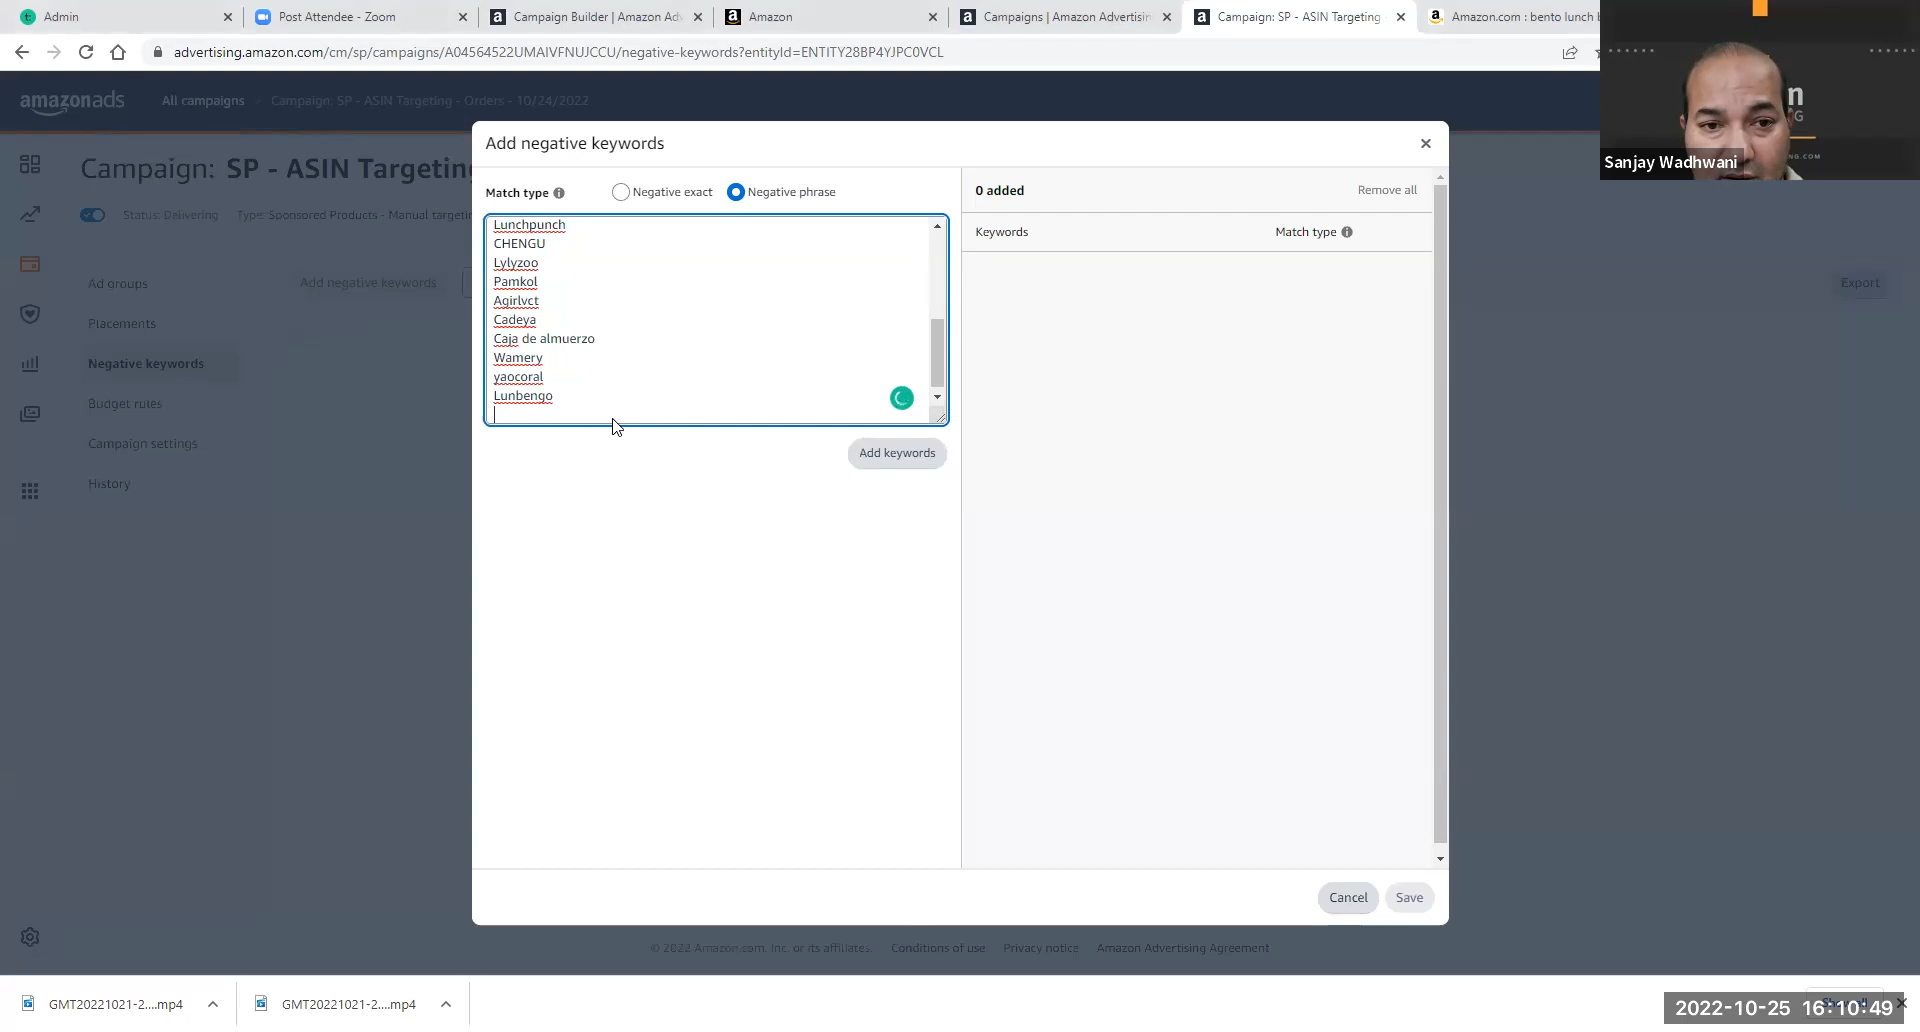 Admin
Post Attendee - Zoom
Campaign Builder | Amazon Ad
Amazon
Campaigns | Amazon Advertisin
Campaign: SP - ASIN Targeting
Amazon.com : bento lunch b
advertising.amazon.com/cm/sp/campaigns/A04564522UMAIVFNUJCCU/negative-keywords?entityId=ENTITY28BP4YJPC0VCL
amazonads
All campaigns
Campaign: SP - ASIN Targeting - Orders - 10/24/2022
Campaign: SP - ASIN Targeting
Status: Delivering
Type: Sponsored Products - Manual targetin
Ad groups
Placements
Negative keywords
Budget rules
Campaign settings
History
Add negative keywords
Export
Add negative keywords
Match type
Negative exact
Negative phrase
Lunchpunch
CHENGU
Lylyzoo
Pamkol
Agirlvct
Cadeya
Caja de almuerzo
Wamery
yaocoral
Lunbengo
Add keywords
0 added
Remove all
Keywords
Match type
Cancel
Save
© 2022 Amazon.com, Inc. or its affiliates.
Conditions of use
Privacy notice
Amazon Advertising Agreement
Sanjay Wadhwani
n
G
NG.COM
GMT20221021-2....mp4
GMT20221021-2....mp4
2022-10-25 16:10:49